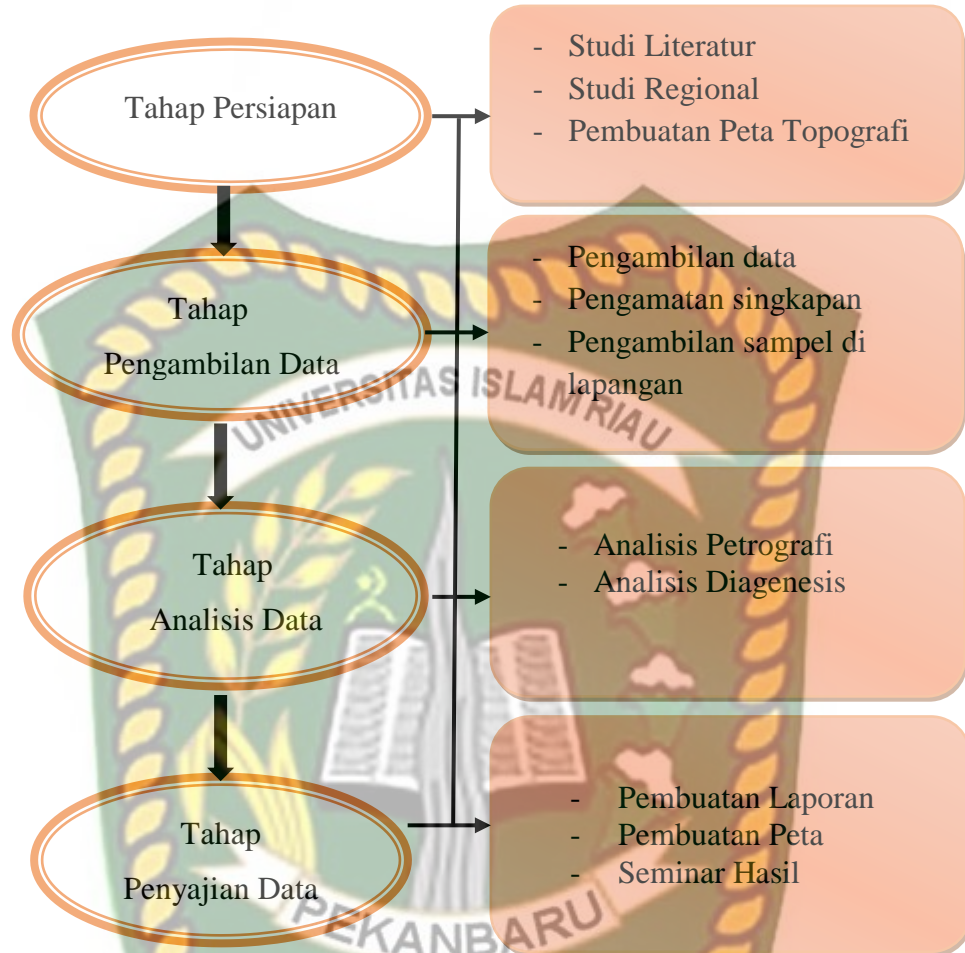 Tahap Persiapan
- Studi Literatur
- Studi Regional
- Pembuatan Peta Topografi
Tahap
Pengambilan Data
- Pengambilan data
- Pengamatan singkapan
- Pengambilan sampel di
lapangan
UNIVERSITAS ISLAM RIAU
Tahap
Analisis Data
- Analisis Petrografi
- Analisis Diagenesis
Tahap
Penyajian Data
- Pembuatan Laporan
- Pembuatan Peta
- Seminar Hasil
PEKANBARU